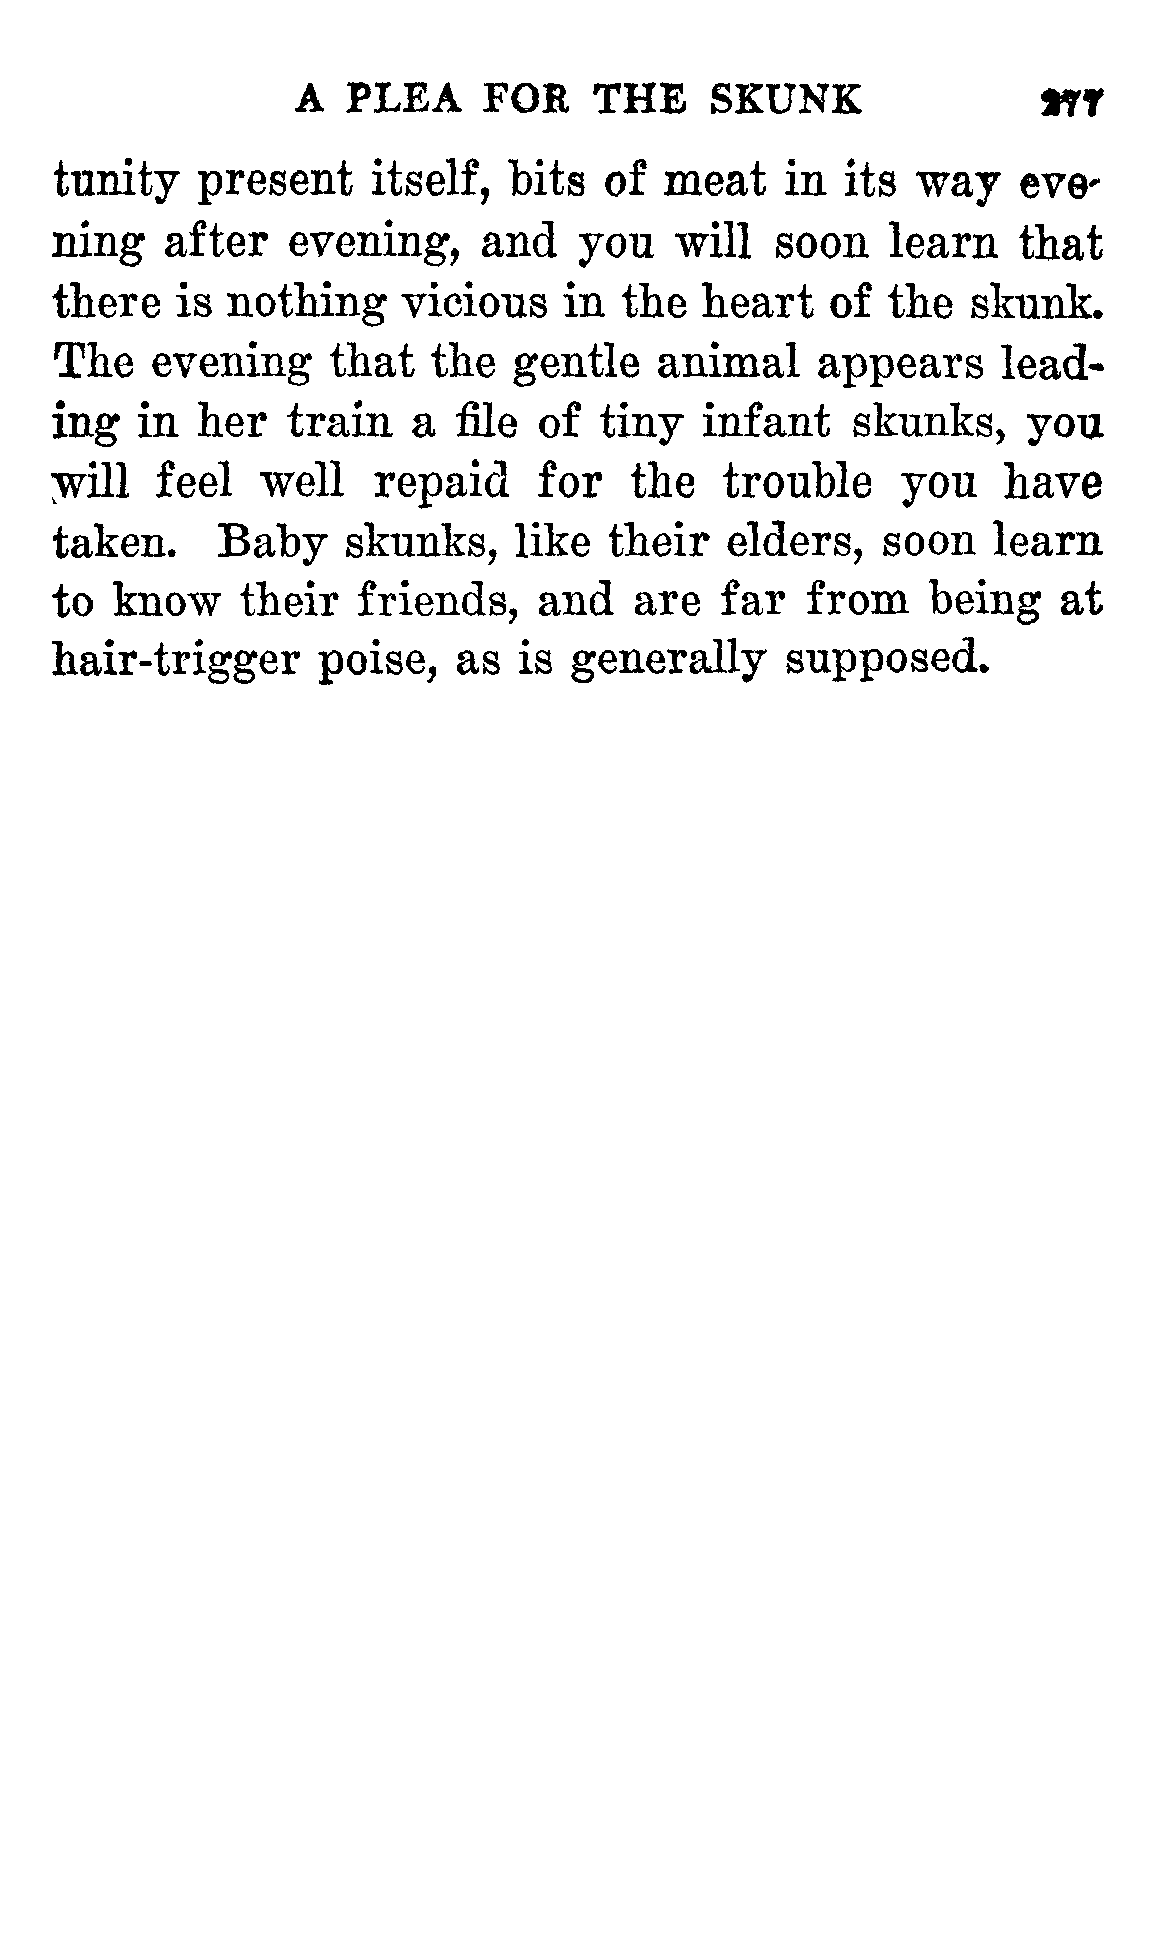 A PLEA FOR THE SKUNK 277
tunity present itself, bits of meat in its way eve-
ning after evening, and you will soon learn that
there is nothing vicious in the heart of the skunk.
The evening that the gentle animal appears lead-
ing in her train a file of tiny infant skunks, you
will feel well repaid for the trouble you have
taken. Baby skunks, like their elders, soon learn
to know their friends, and are far from being at
hair-trigger poise, as is generally supposed.